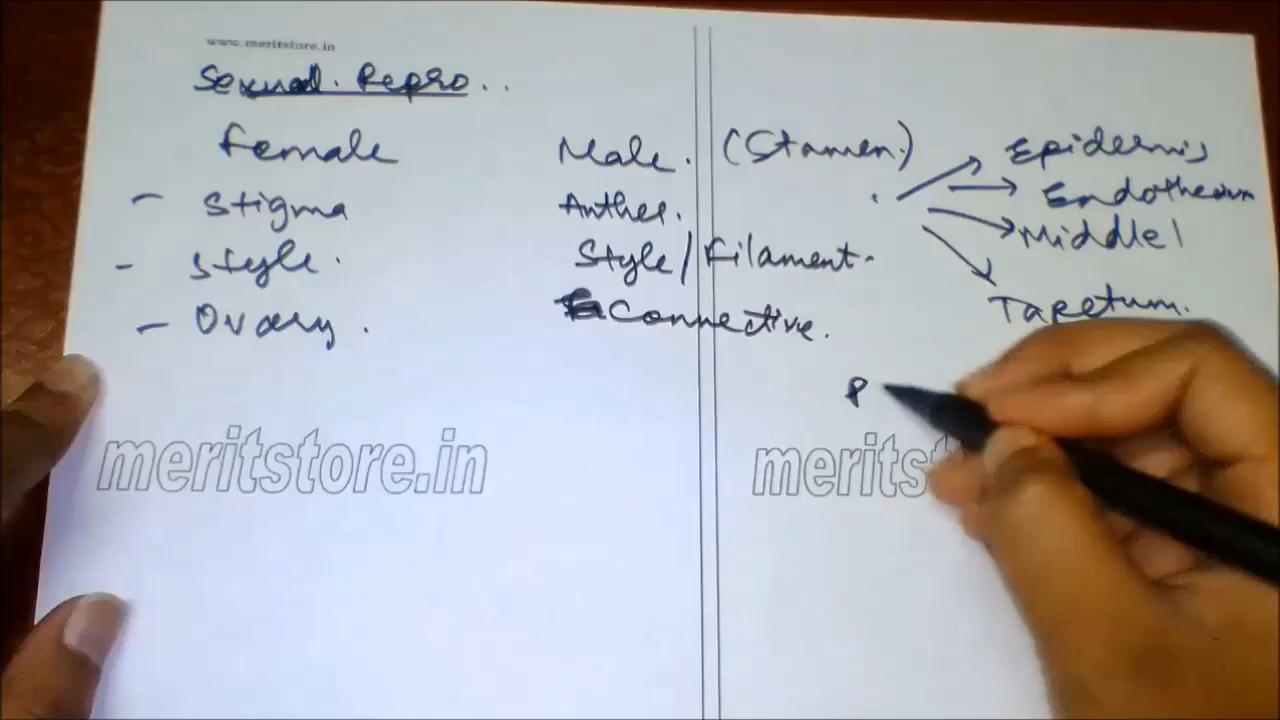 www.meritstore.in
Sexual. Repro..
Female
Male. (Stamen.)
Epidermis
- Stigma
Anther.
Endothecium
- Style.
Style/Filament.
Middle l
- Ovary.
Connective.
Tapetum.
P
meritstore.in
merits